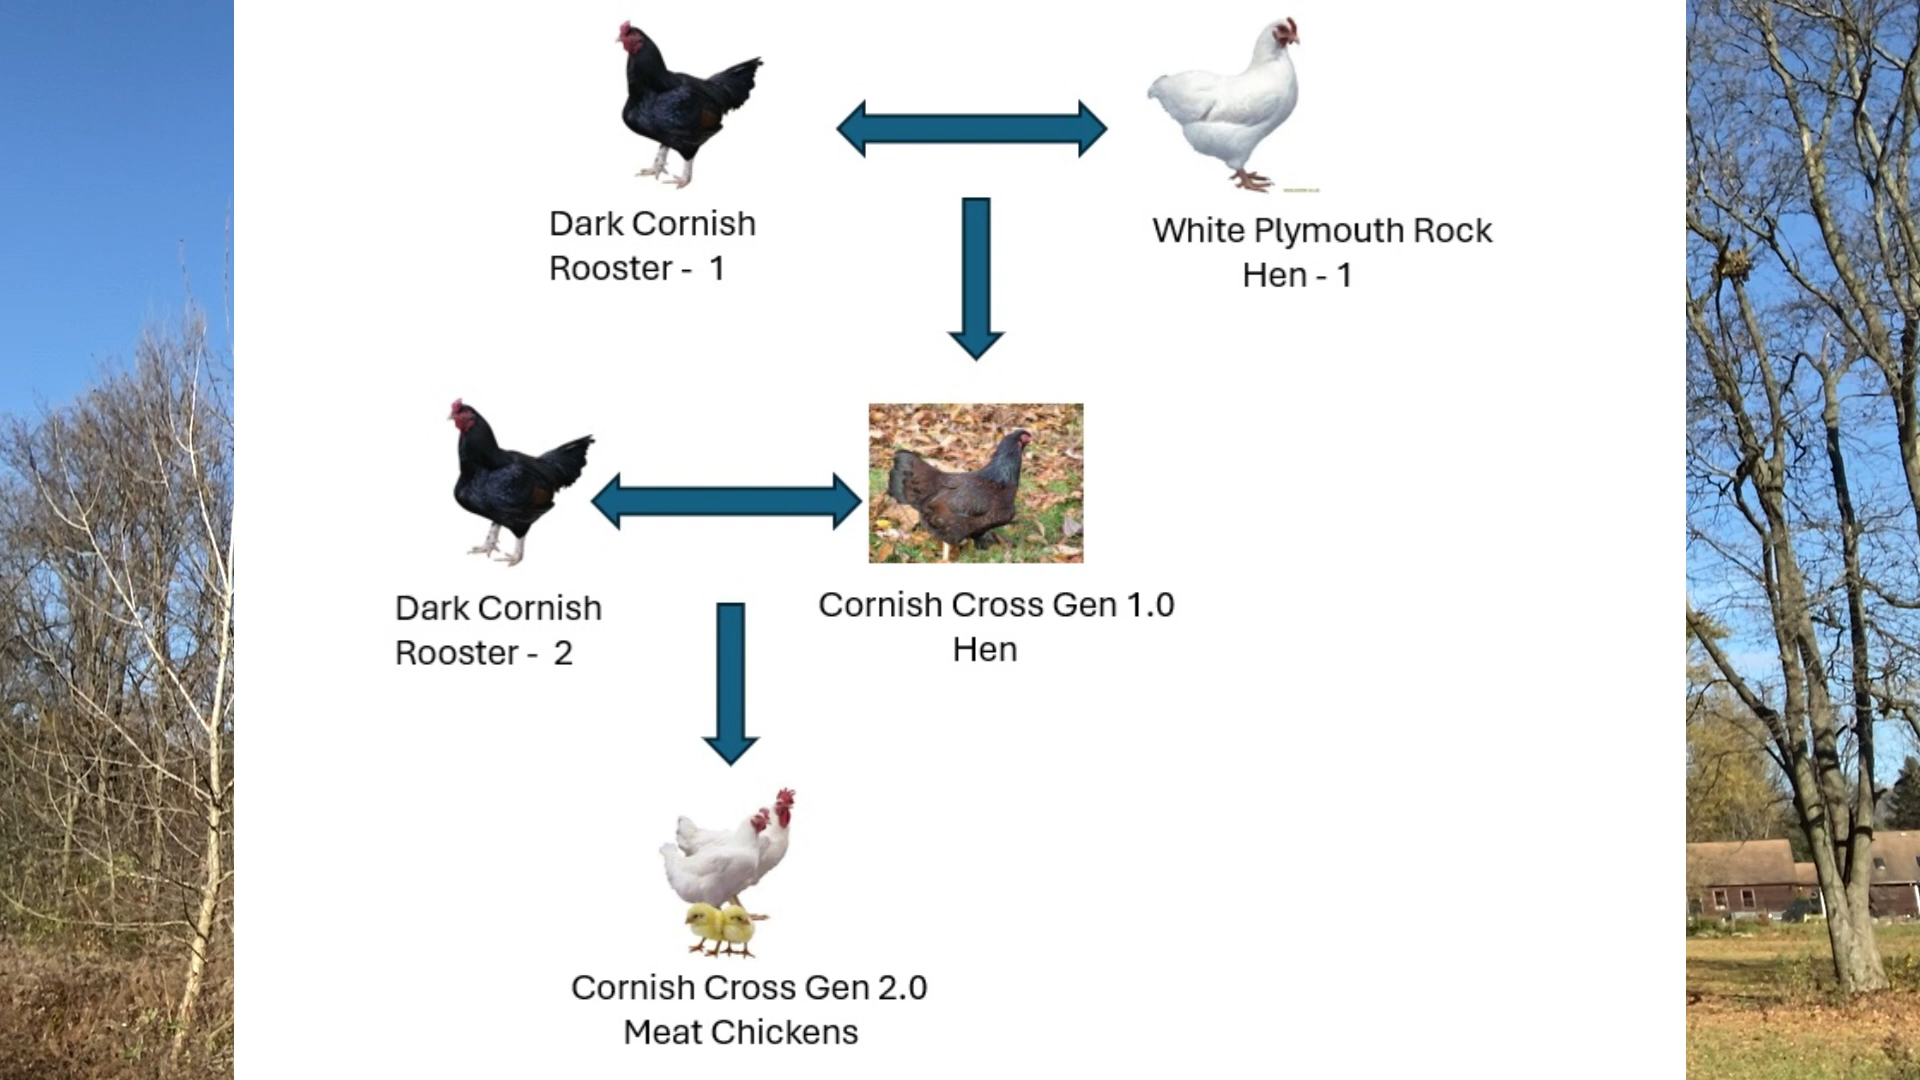 Dark Cornish
Rooster - 1
White Plymouth Rock
Hen - 1
Dark Cornish
Rooster - 2
Cornish Cross Gen 1.0
Hen
Cornish Cross Gen 2.0
Meat Chickens